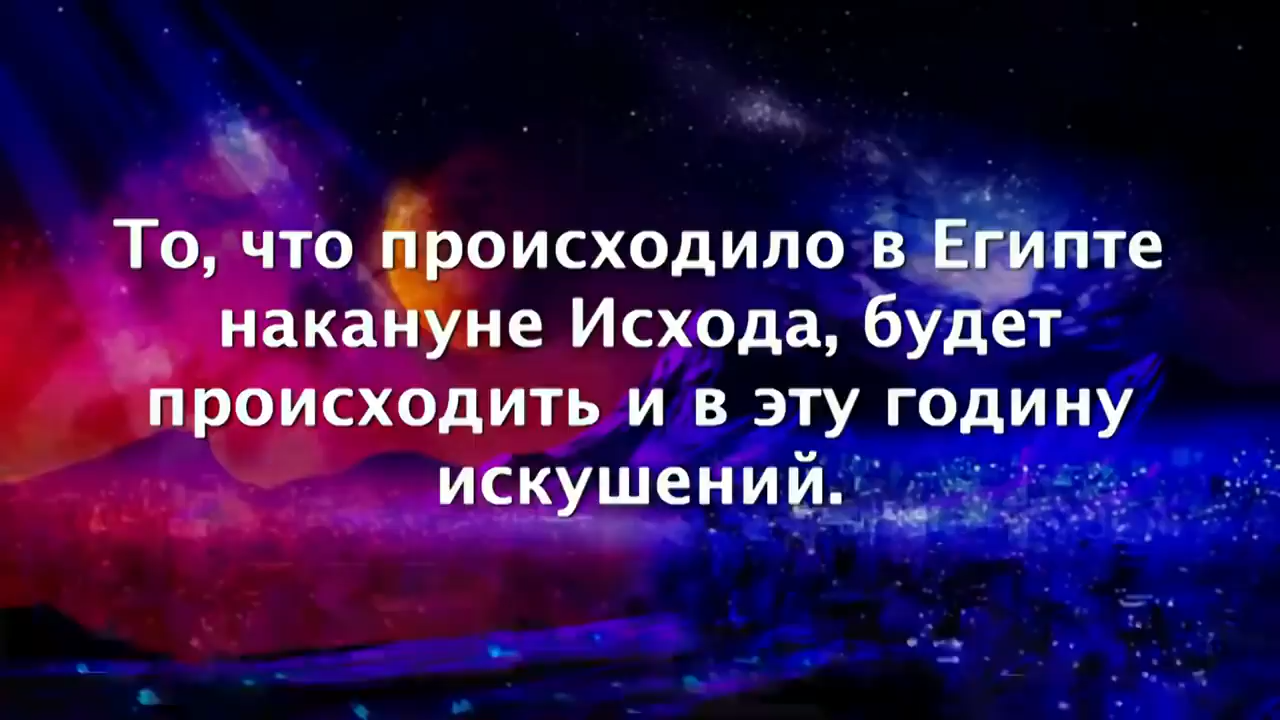 То, что происходило в Египте
накануне Исхода, будет
происходить и в эту годину
искушений.